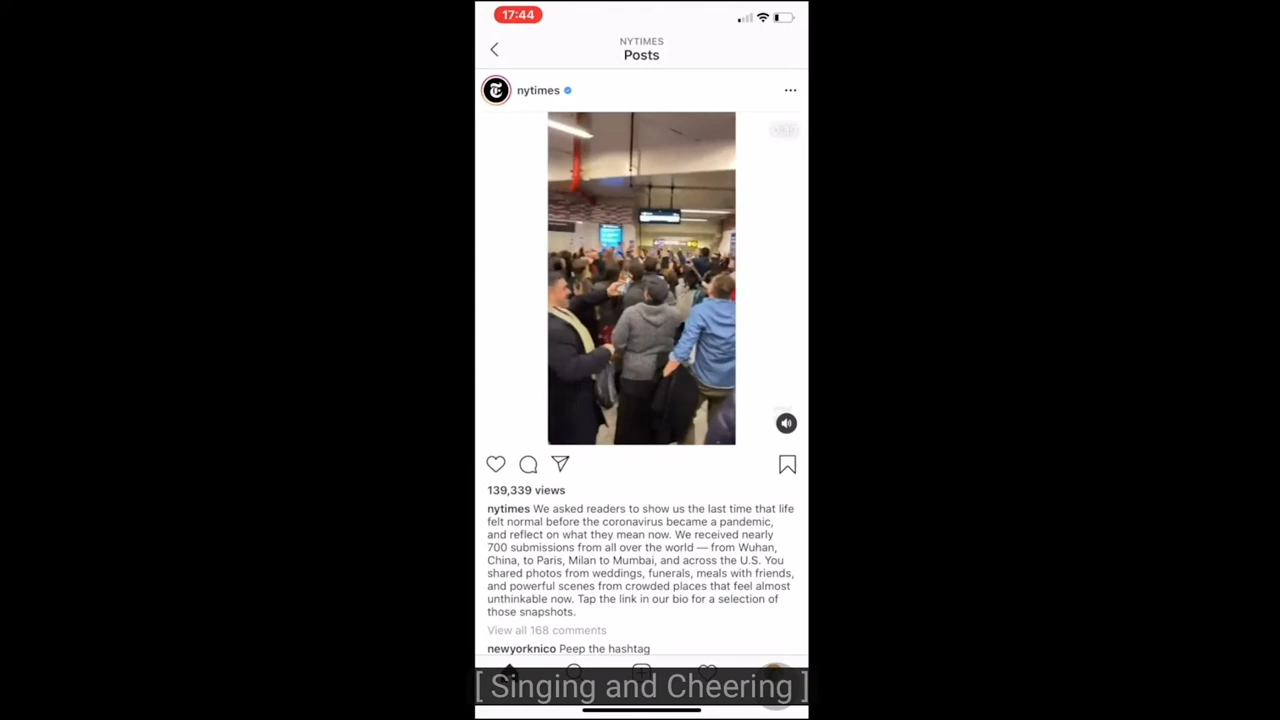 17:44
NYTIMES
Posts
nytimes
0:39
139,339 views
nytimes We asked readers to show us the last time that life
felt normal before the coronavirus became a pandemic,
and reflect on what they mean now. We received nearly
700 submissions from all over the world — from Wuhan,
China, to Paris, Milan to Mumbai, and across the U.S. You
shared photos from weddings, funerals, meals with friends,
and powerful scenes from crowded places that feel almost
unthinkable now. Tap the link in our bio for a selection of
those snapshots.
View all 168 comments
newyorknico Peep the hashtag
[ Singing and Cheering ]